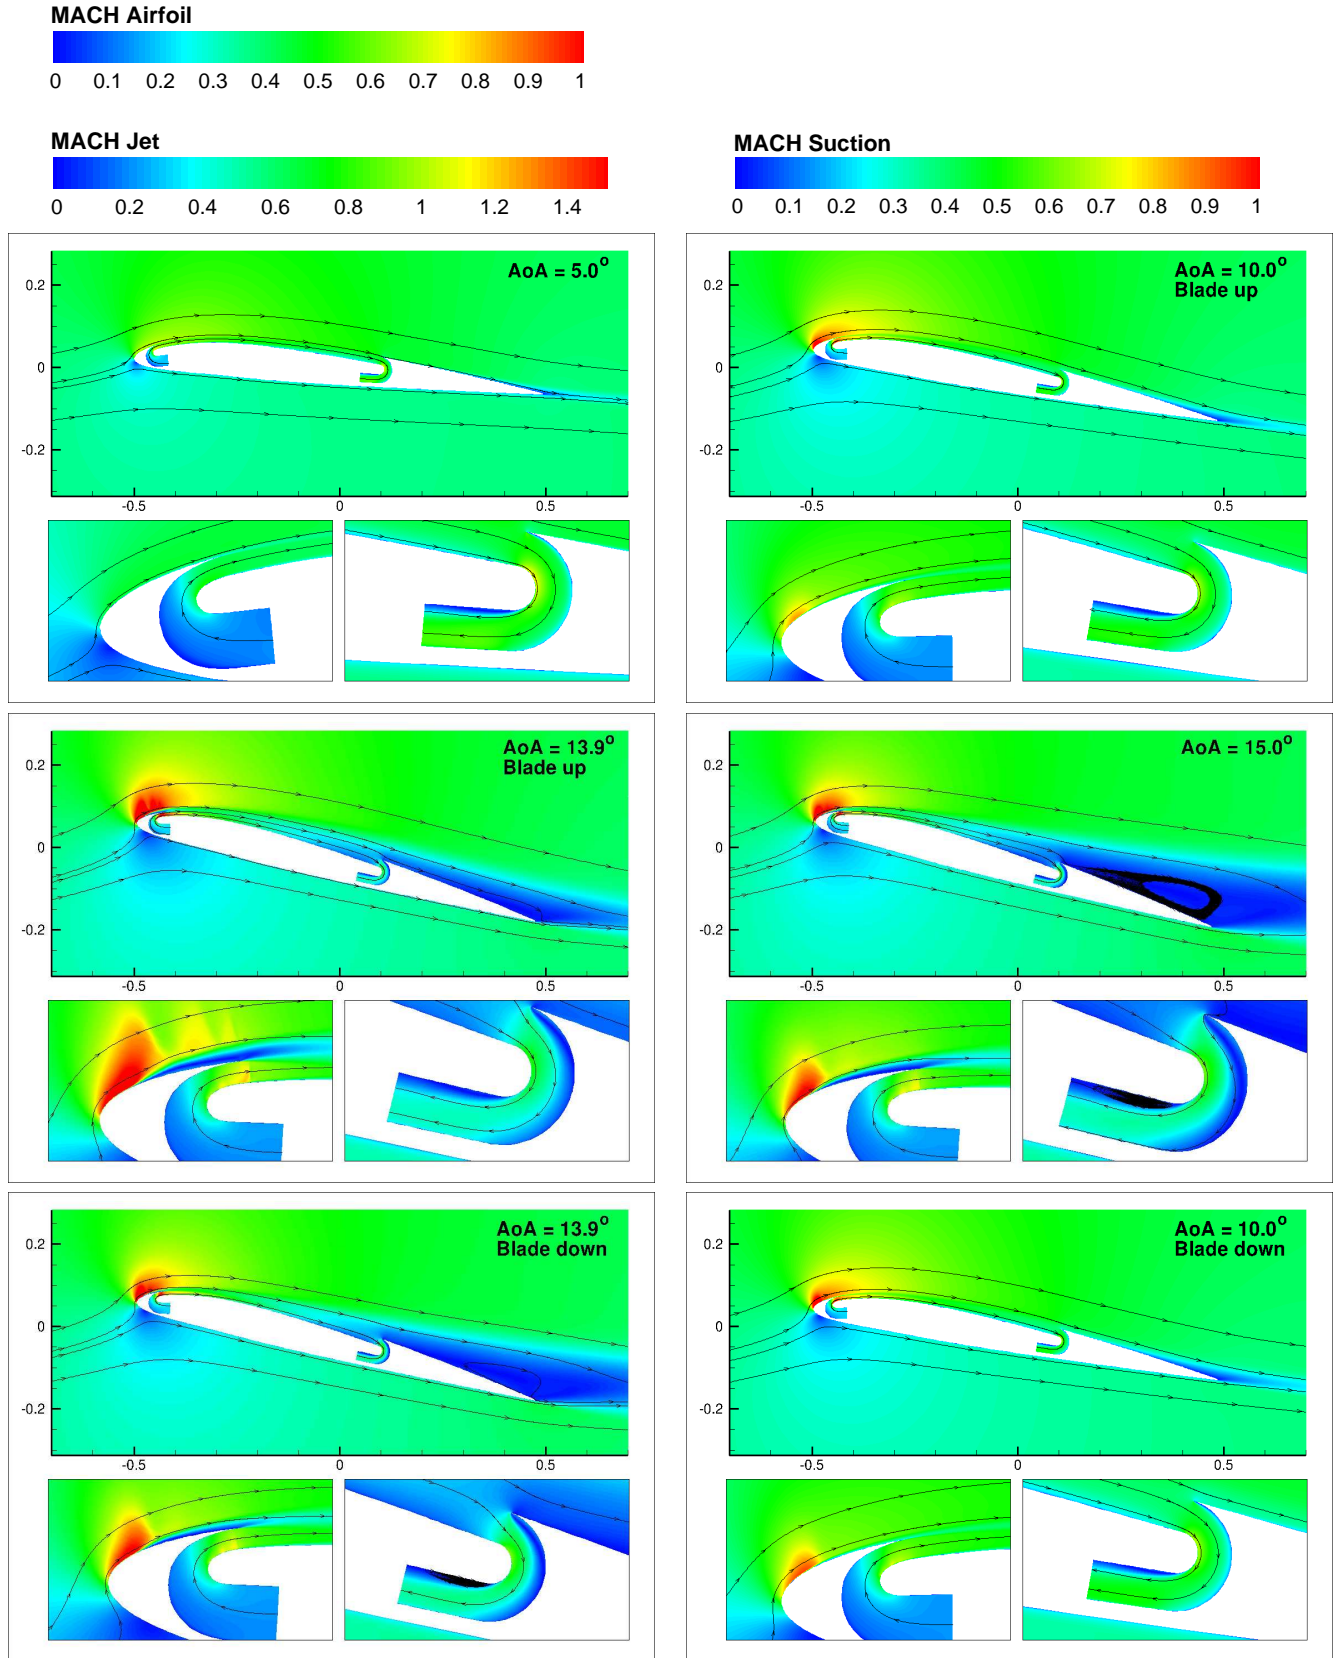 MACH Airfoil
0 0.1 0.2 0.3 0.4 0.5 0.6 0.7 0.8 0.9 1
MACH Jet
0 0.2 0.4 0.6 0.8 1 1.2 1.4
MACH Suction
0 0.1 0.2 0.3 0.4 0.5 0.6 0.7 0.8 0.9 1
AoA = 5.0°
0.2
0
-0.2
-0.5 0 0.5
AoA = 10.0°
Blade up
0.2
0
-0.2
-0.5 0 0.5
AoA = 13.9°
Blade up
0.2
0
-0.2
-0.5 0 0.5
AoA = 15.0°
0.2
0
-0.2
-0.5 0 0.5
AoA = 13.9°
Blade down
0.2
0
-0.2
-0.5 0 0.5
AoA = 10.0°
Blade down
0.2
0
-0.2
-0.5 0 0.5